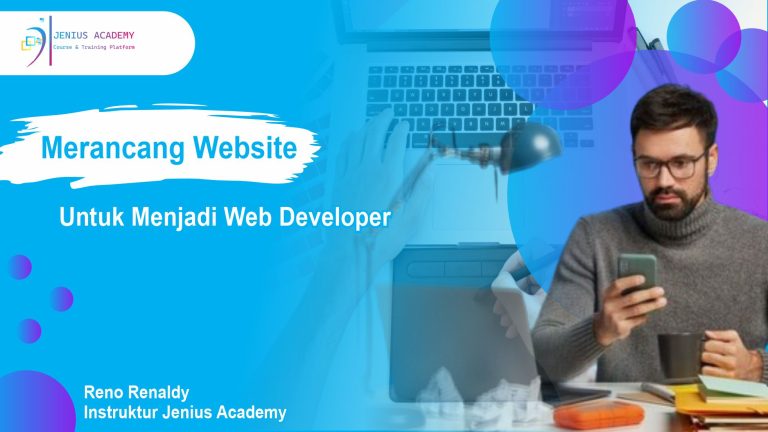 JENIUS ACADEMY
Course & Training Platform
Merancang Website
Untuk Menjadi Web Developer
Reno Renaldy
Instruktur Jenius Academy